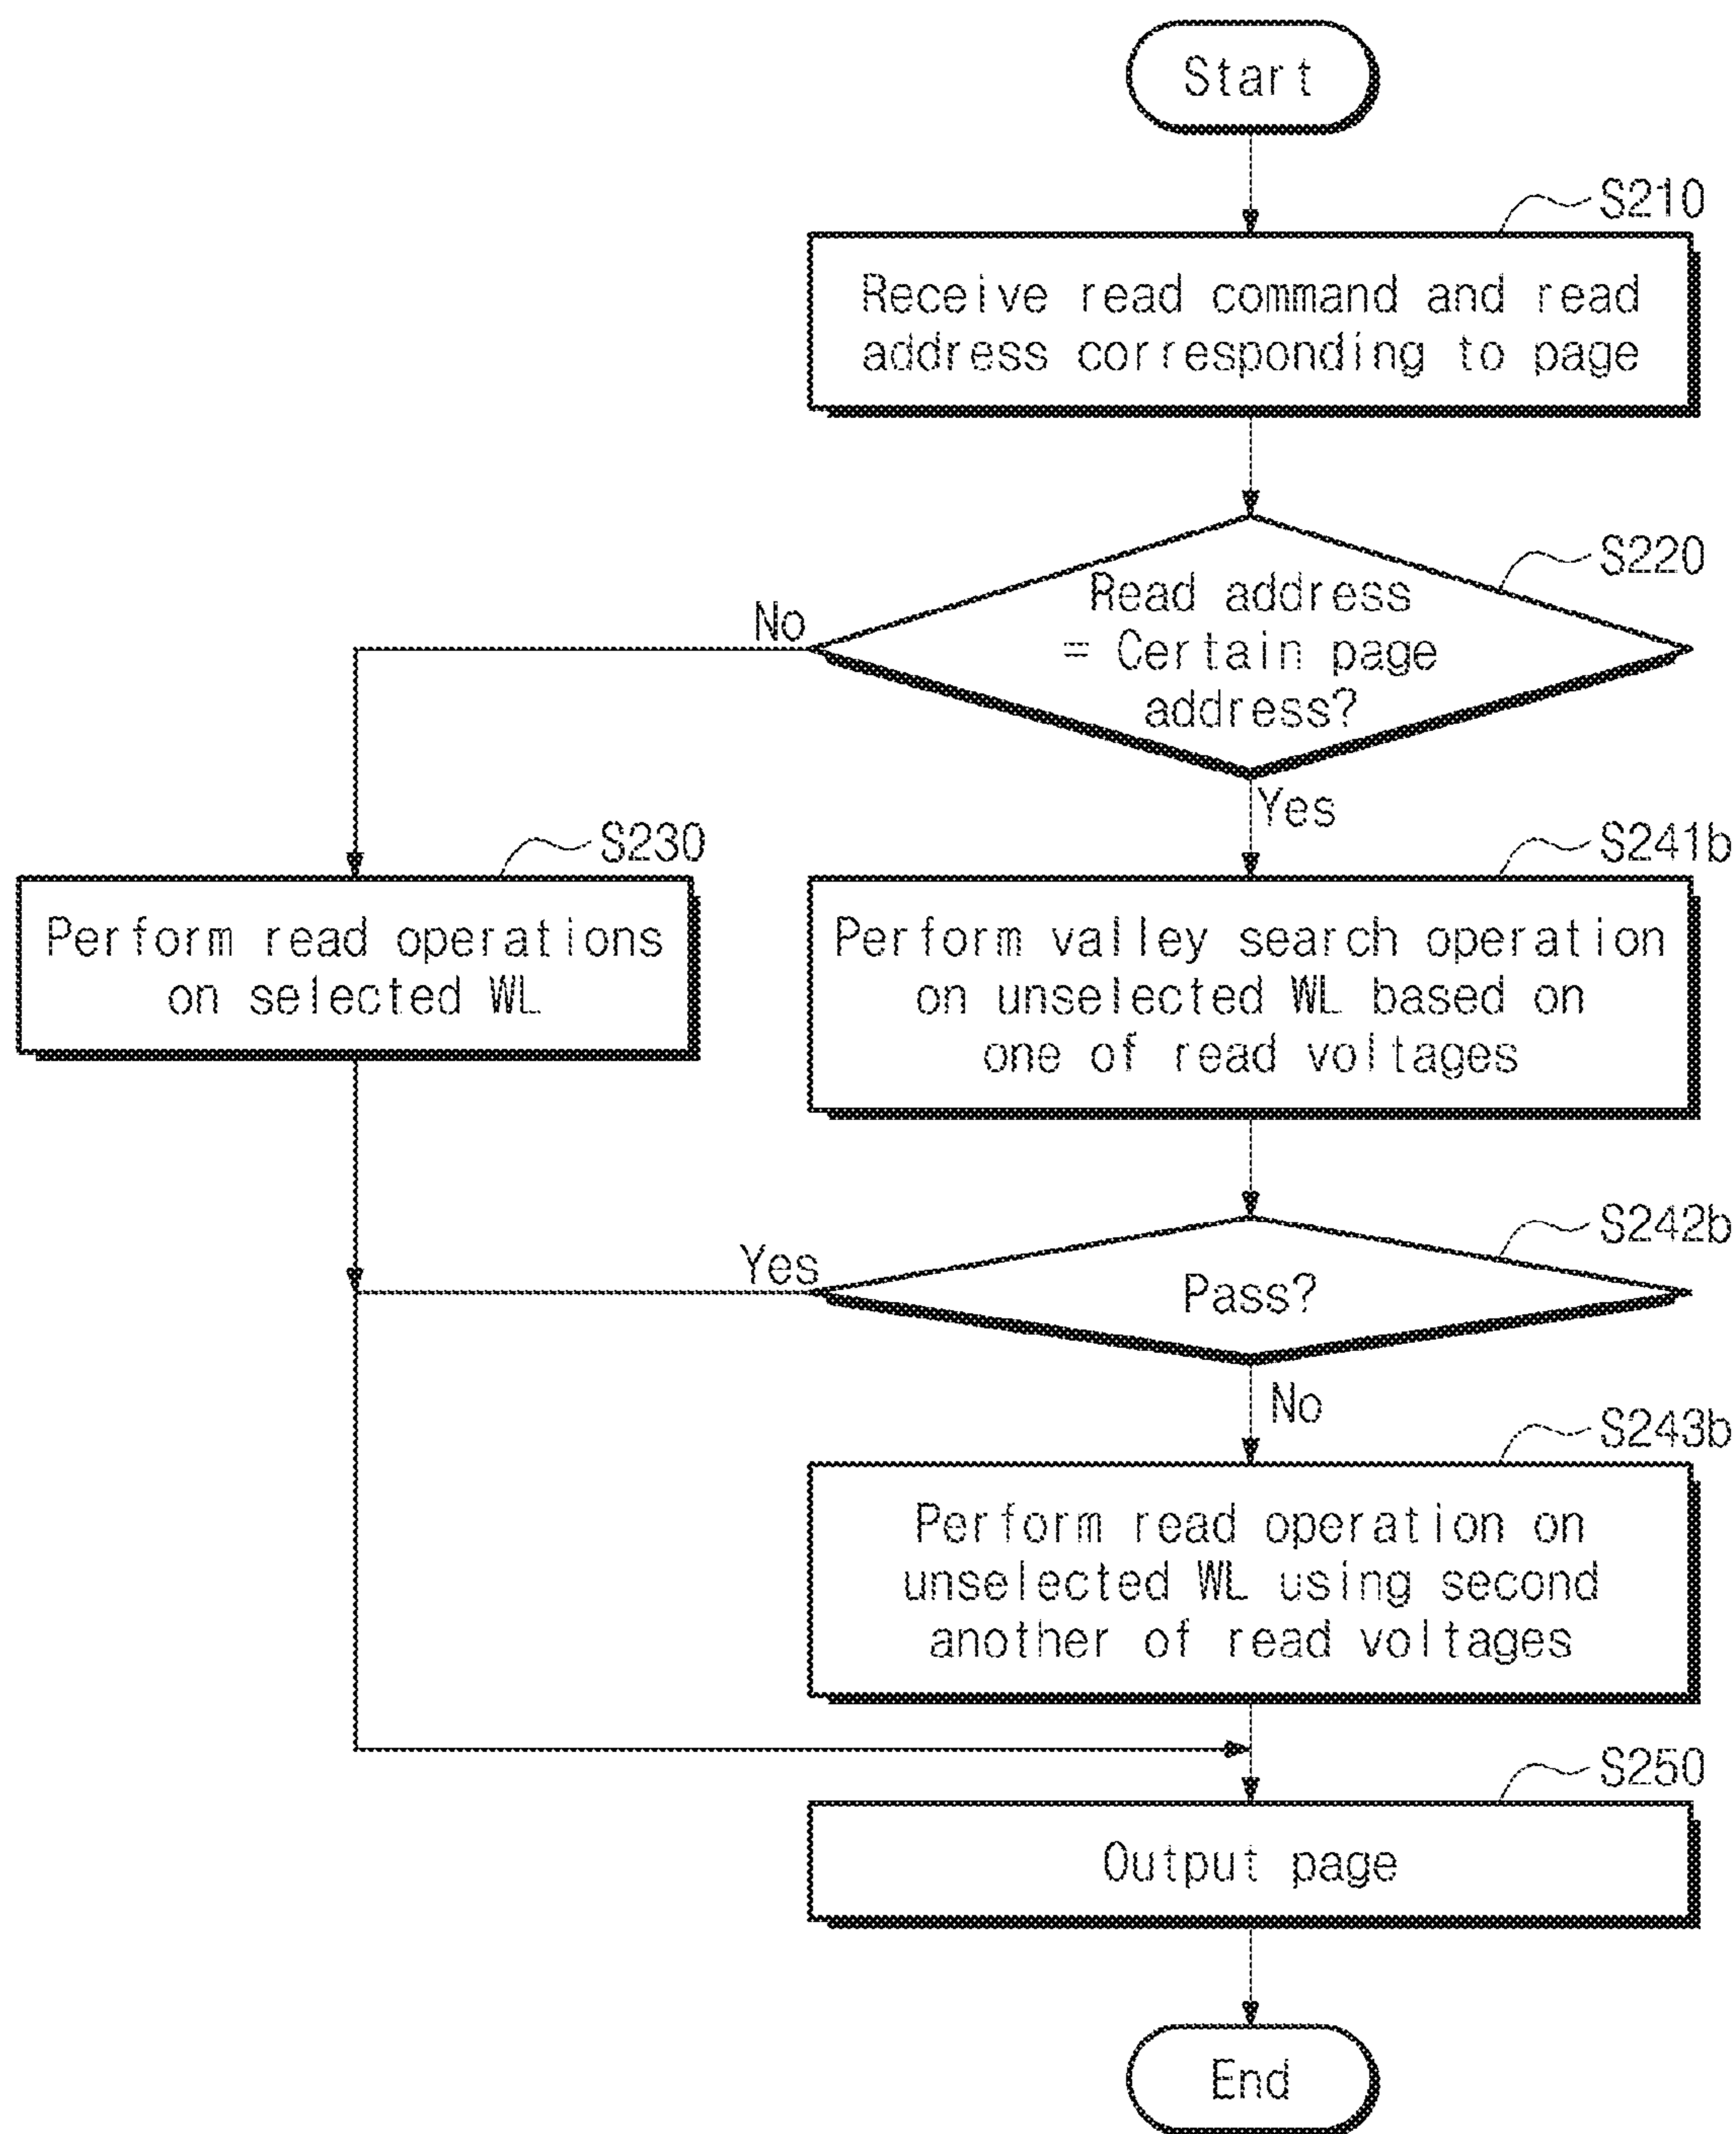 Start
S210
Receive read command and read
address corresponding to page
S220
Read address
= Certain page
address?
No
Yes
S230
Perform read operations
on selected WL
S241b
Perform valley search operation
on unselected WL based on
one of read voltages
S242b
Pass?
Yes
No
S243b
Perform read operation on
unselected WL using second
another of read voltages
S250
Output page
End